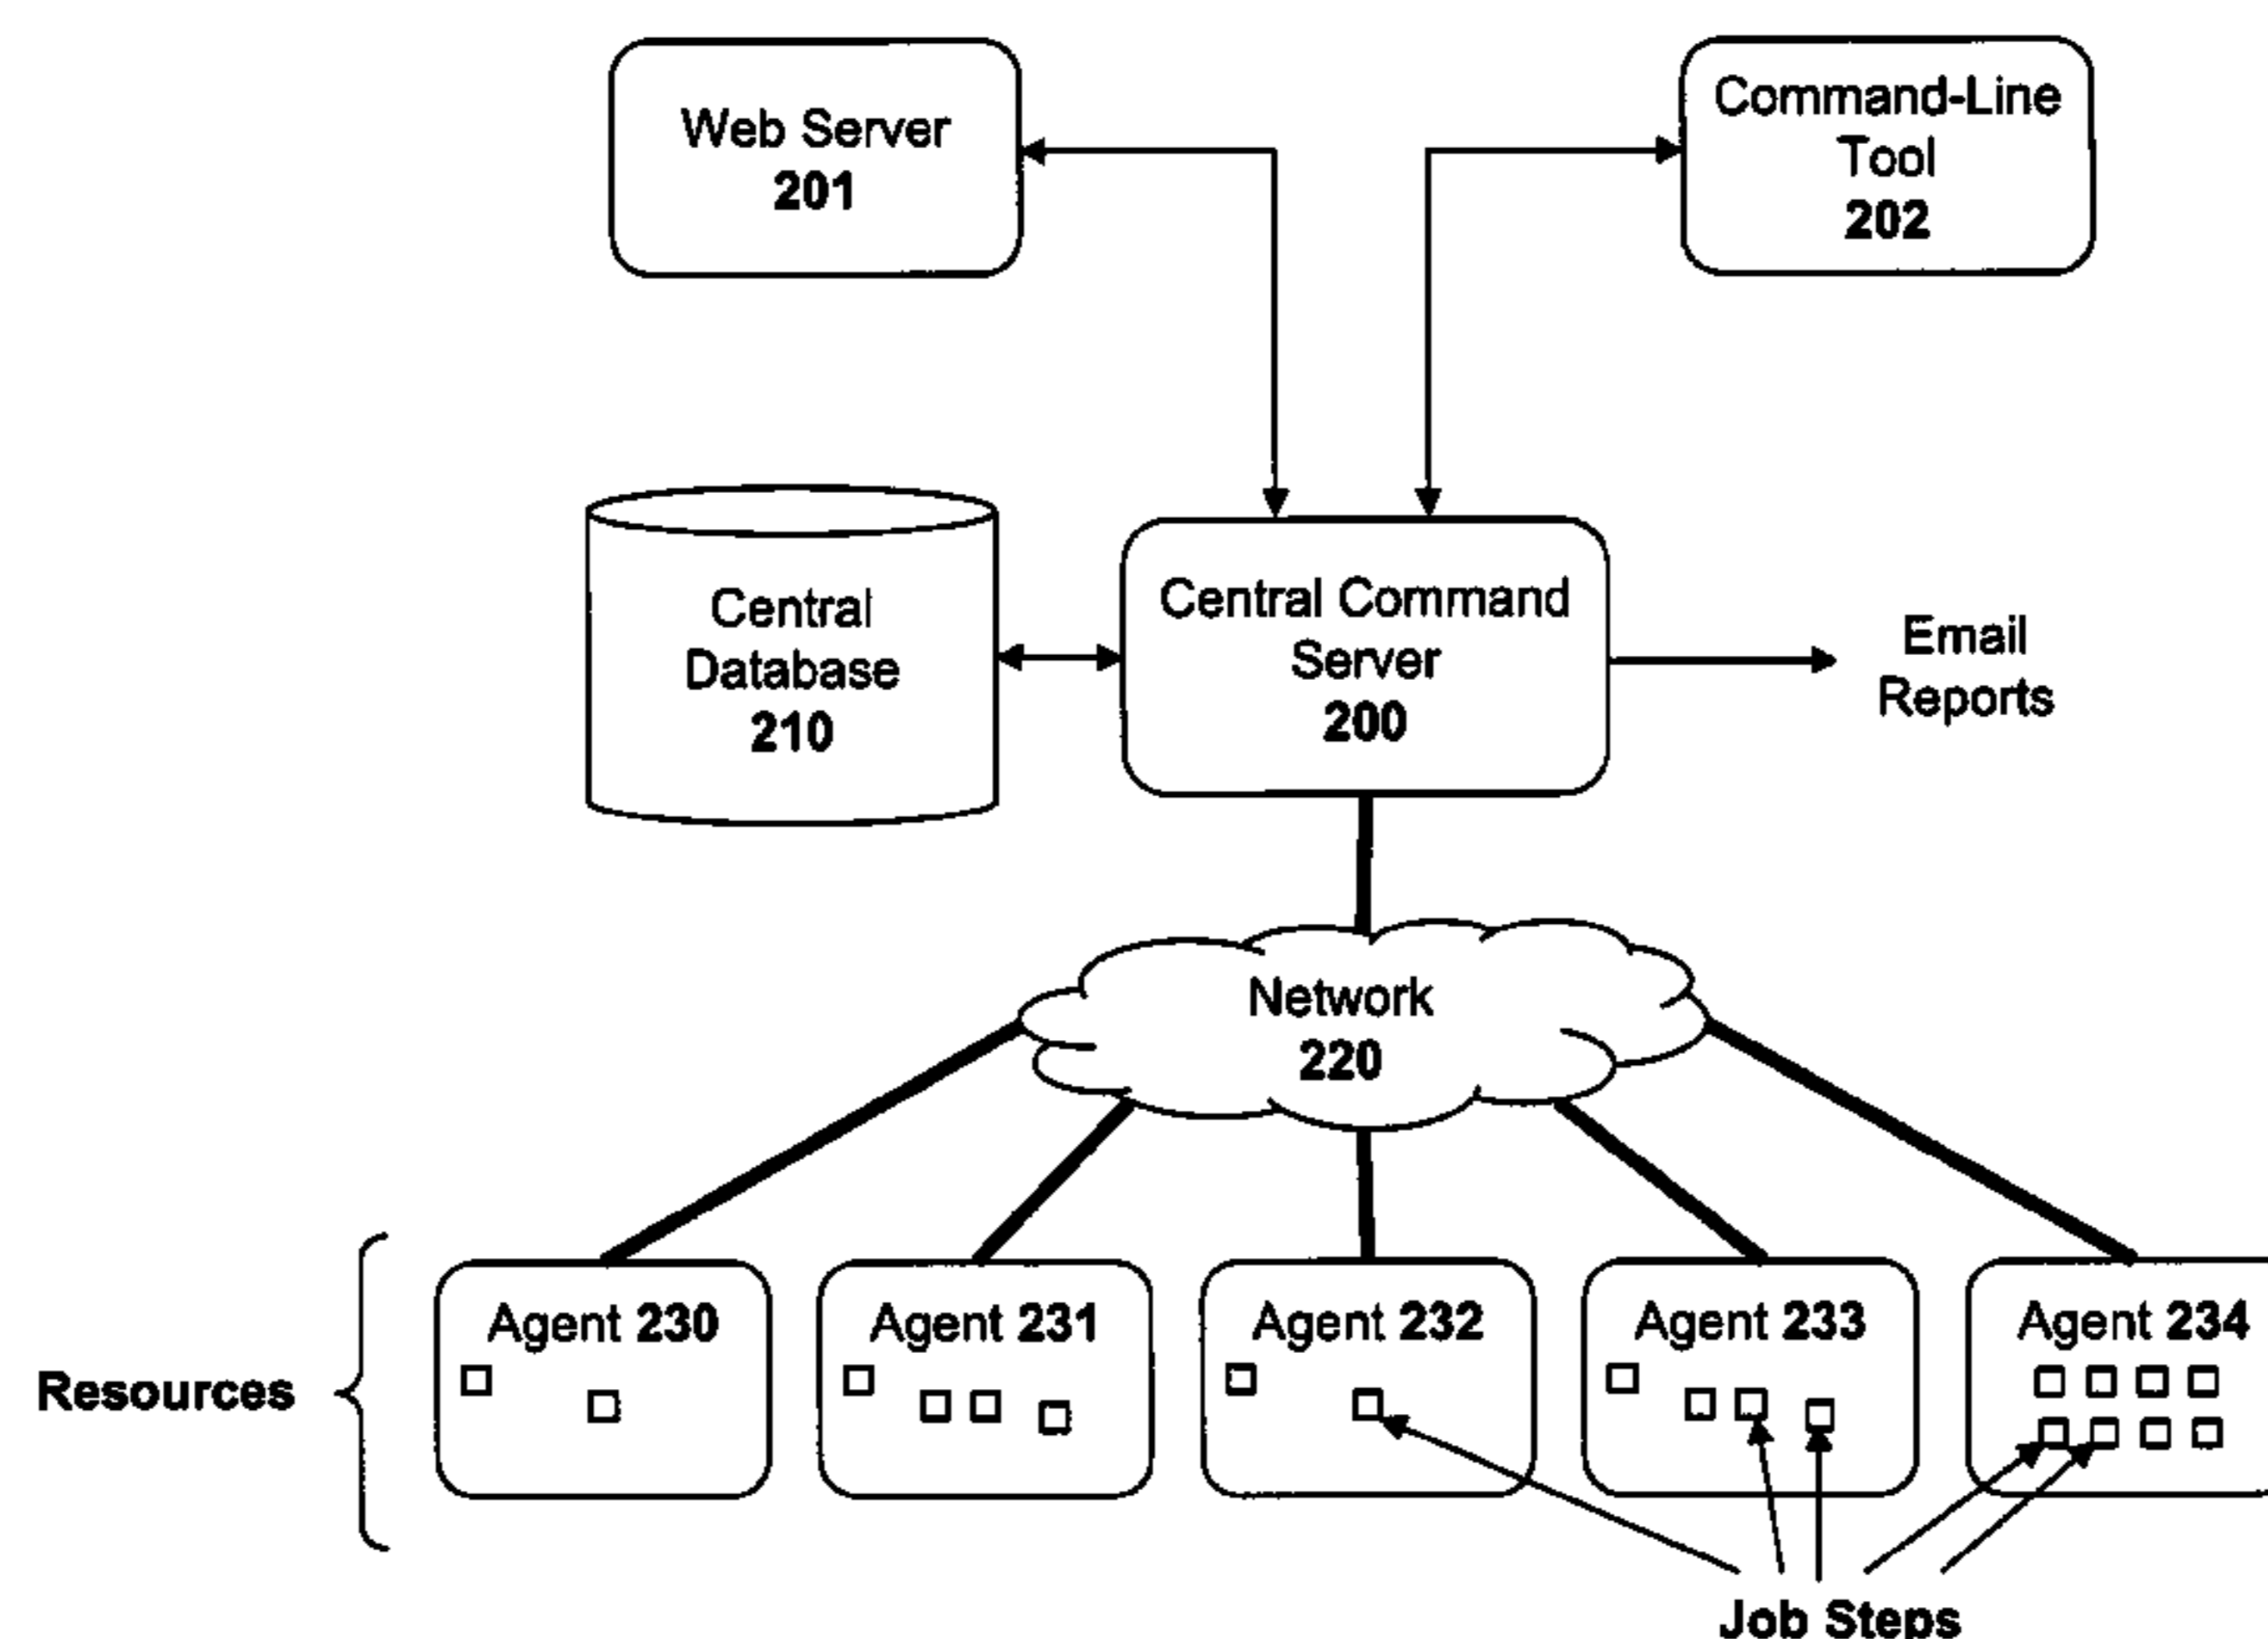 Web Server
201
Command-Line
Tool
202
Central
Database
210
Central Command
Server
200
Email
Reports
Network
220
Resources
Agent 230
Agent 231
Agent 232
Agent 233
Agent 234
Job Steps